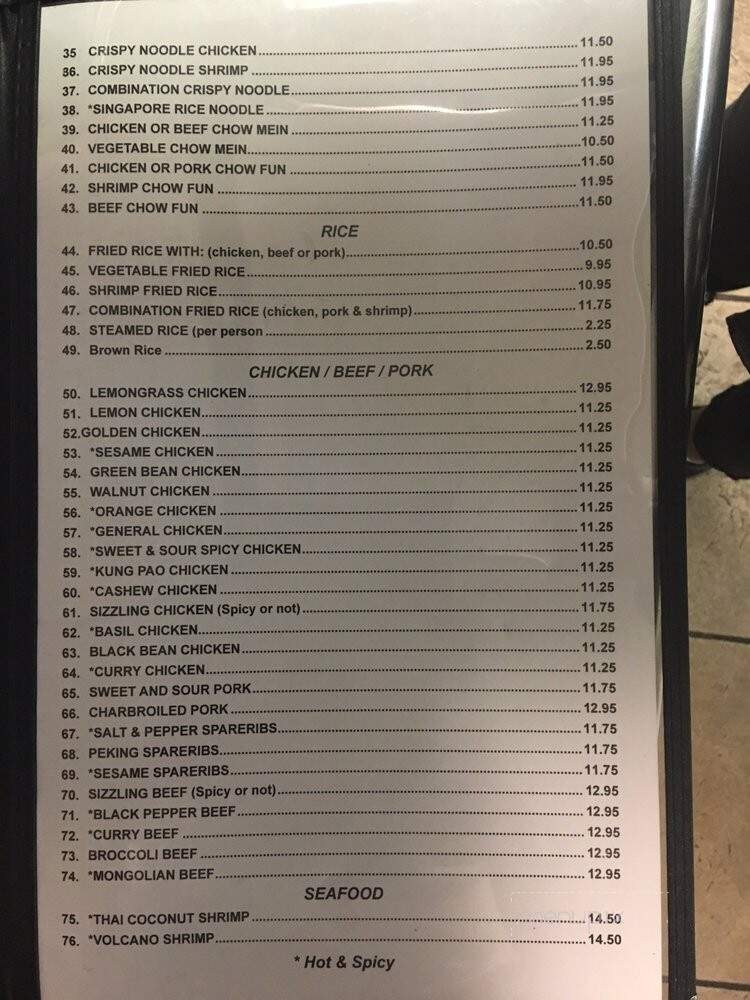 35 CRISPY NOODLE CHICKEN 11.50
36. CRISPY NOODLE SHRIMP 11.95
37. COMBINATION CRISPY NOODLE 11.95
38. *SINGAPORE RICE NOODLE 11.95
39. CHICKEN OR BEEF CHOW MEIN 11.25
40. VEGETABLE CHOW MEIN 10.50
41. CHICKEN OR PORK CHOW FUN 11.50
42. SHRIMP CHOW FUN 11.95
43. BEEF CHOW FUN 11.50
RICE
44. FRIED RICE WITH: (chicken, beef or pork) 10.50
45. VEGETABLE FRIED RICE 9.95
46. SHRIMP FRIED RICE 10.95
47. COMBINATION FRIED RICE (chicken, pork & shrimp) 11.75
48. STEAMED RICE (per person 2.25
49. Brown Rice 2.50
CHICKEN / BEEF / PORK
50. LEMONGRASS CHICKEN 12.95
51. LEMON CHICKEN 11.25
52.GOLDEN CHICKEN 11.25
53. *SESAME CHICKEN 11.25
54. GREEN BEAN CHICKEN 11.25
55. WALNUT CHICKEN 11.25
56. *ORANGE CHICKEN 11.25
57. *GENERAL CHICKEN 11.25
58. *SWEET & SOUR SPICY CHICKEN 11.25
59. *KUNG PAO CHICKEN 11.25
60. *CASHEW CHICKEN 11.25
61. SIZZLING CHICKEN (Spicy or not) 11.75
62. *BASIL CHICKEN 11.25
63. BLACK BEAN CHICKEN 11.25
64. *CURRY CHICKEN 11.25
65. SWEET AND SOUR PORK 11.75
66. CHARBROILED PORK 12.95
67. *SALT & PEPPER SPARERIBS 11.75
68. PEKING SPARERIBS 11.75
69. *SESAME SPARERIBS 11.75
70. SIZZLING BEEF (Spicy or not) 12.95
71. *BLACK PEPPER BEEF 12.95
72. *CURRY BEEF 12.95
73. BROCCOLI BEEF 12.95
74. *MONGOLIAN BEEF 12.95
SEAFOOD
75. *THAI COCONUT SHRIMP 14.50
76. *VOLCANO SHRIMP 14.50
* Hot & Spicy